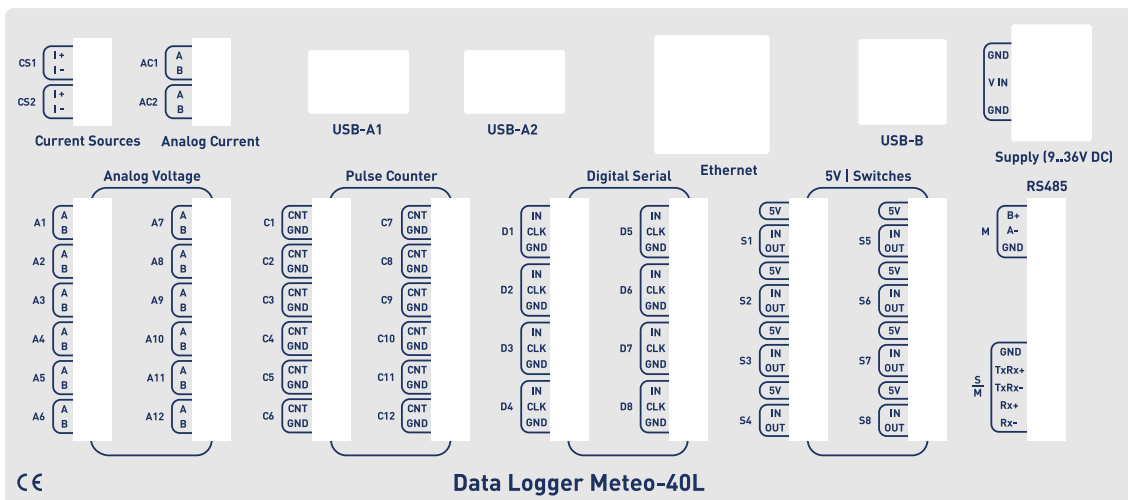 CS1 I+
I-
CS2 I+
I-
Current Sources
AC1 A
B
AC2 A
B
Analog Current
USB-A1
USB-A2
Ethernet
USB-B
GND
V IN
GND
Supply (9..36V DC)
Analog Voltage
A1 A
B
A2 A
B
A3 A
B
A4 A
B
A5 A
B
A6 A
B
A7 A
B
A8 A
B
A9 A
B
A10 A
B
A11 A
B
A12 A
B
Pulse Counter
C1 CNT
GND
C2 CNT
GND
C3 CNT
GND
C4 CNT
GND
C5 CNT
GND
C6 CNT
GND
C7 CNT
GND
C8 CNT
GND
C9 CNT
GND
C10 CNT
GND
C11 CNT
GND
C12 CNT
GND
Digital Serial
IN
D1 CLK
GND
IN
D2 CLK
GND
IN
D3 CLK
GND
IN
D4 CLK
GND
IN
D5 CLK
GND
IN
D6 CLK
GND
IN
D7 CLK
GND
IN
D8 CLK
GND
5V | Switches
5V
S1 IN
OUT
5V
S2 IN
OUT
5V
S3 IN
OUT
5V
S4 IN
OUT
5V
S5 IN
OUT
5V
S6 IN
OUT
5V
S7 IN
OUT
5V
S8 IN
OUT
RS485
B+
M A-
GND
GND
TxRx+
S/M TxRx-
Rx+
Rx-
CE
Data Logger Meteo-40L